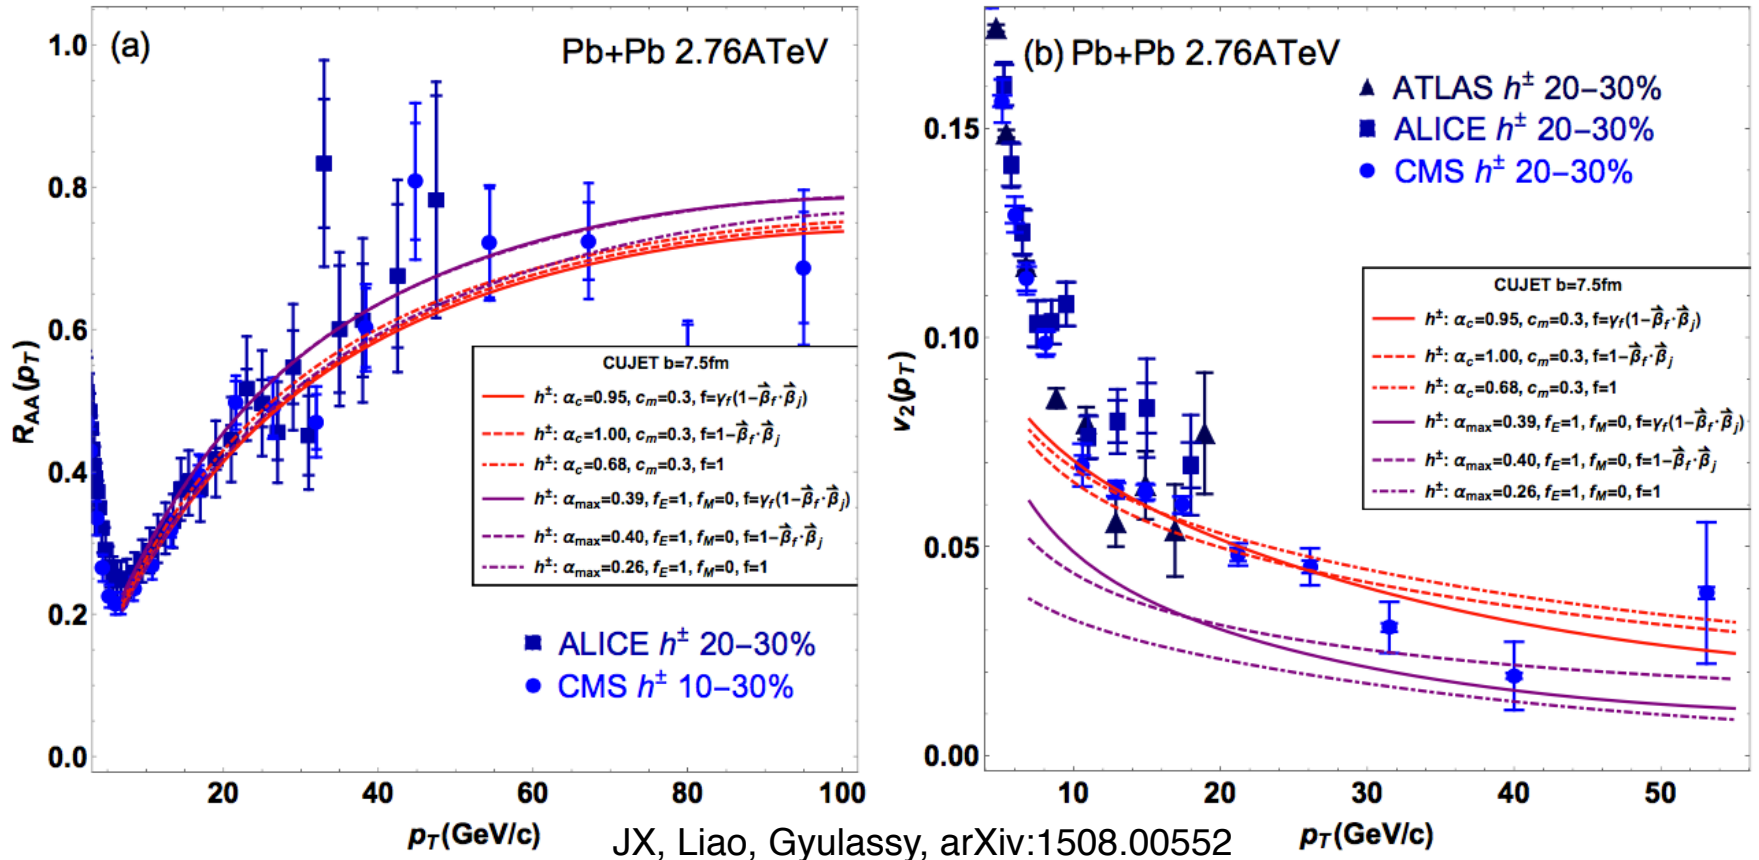 (a)
Pb+Pb 2.76ATeV
1.0
0.8
0.6
0.4
0.2
0.0
R_AA(p_T)
CUJET b=7.5fm
h±: α_c=0.95, c_m=0.3, f=γ_f(1−β⃗_f·β⃗_j)
h±: α_c=1.00, c_m=0.3, f=1−β⃗_f·β⃗_j
h±: α_c=0.68, c_m=0.3, f=1
h±: α_max=0.39, f_E=1, f_M=0, f=γ_f(1−β⃗_f·β⃗_j)
h±: α_max=0.40, f_E=1, f_M=0, f=1−β⃗_f·β⃗_j
h±: α_max=0.26, f_E=1, f_M=0, f=1
ALICE h± 20−30%
CMS h± 10−30%
20 40 60 80 100
p_T(GeV/c)
(b) Pb+Pb 2.76ATeV
ATLAS h± 20−30%
ALICE h± 20−30%
CMS h± 20−30%
0.15
0.10
0.05
0.00
v_2(p_T)
CUJET b=7.5fm
h±: α_c=0.95, c_m=0.3, f=γ_f(1−β⃗_f·β⃗_j)
h±: α_c=1.00, c_m=0.3, f=1−β⃗_f·β⃗_j
h±: α_c=0.68, c_m=0.3, f=1
h±: α_max=0.39, f_E=1, f_M=0, f=γ_f(1−β⃗_f·β⃗_j)
h±: α_max=0.40, f_E=1, f_M=0, f=1−β⃗_f·β⃗_j
h±: α_max=0.26, f_E=1, f_M=0, f=1
10 20 30 40 50
p_T(GeV/c)
JX, Liao, Gyulassy, arXiv:1508.00552